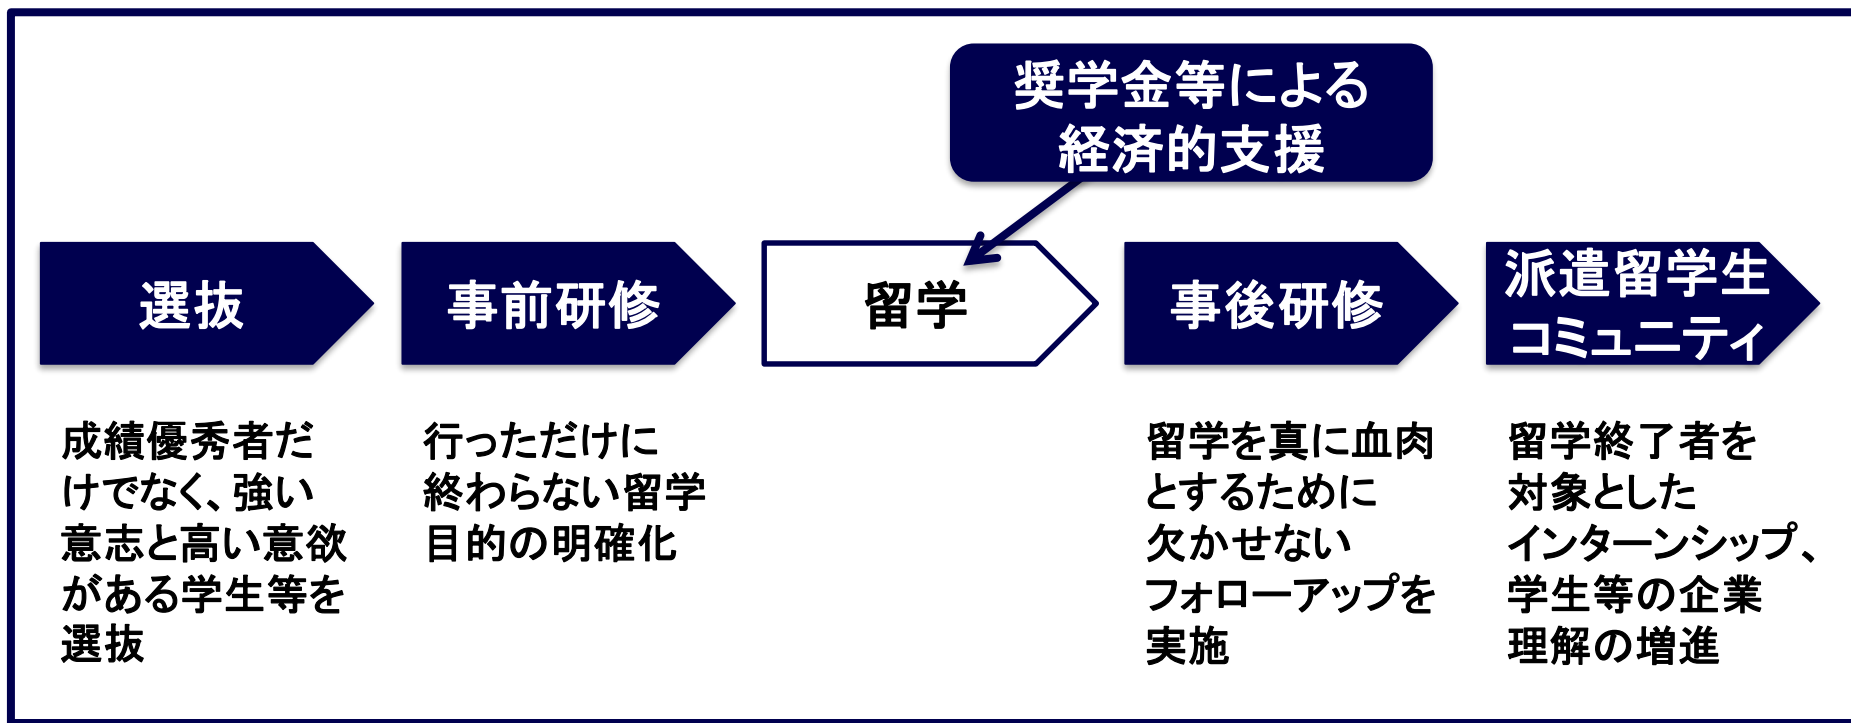 奨学金等による
経済的支援
選抜
事前研修
留学
事後研修
派遣留学生
コミュニティ
成績優秀者だ
けでなく、強い
意志と高い意欲
がある学生等を
選抜
行っただけに
終わらない留学
目的の明確化
留学を真に血肉
とするために
欠かせない
フォローアップを
実施
留学終了者を
対象とした
インターンシップ、
学生等の企業
理解の増進